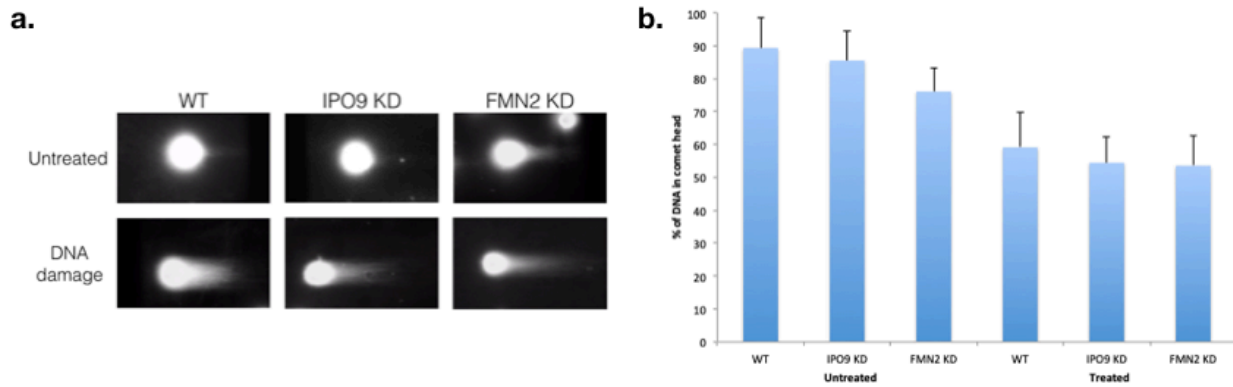 a.
WT IPO9 KD FMN2 KD
Untreated
DNA
damage
b.
% of DNA in comet head
100
90
80
70
60
50
40
30
20
10
0
WT IPO9 KD FMN2 KD WT IPO9 KD FMN2 KD
Untreated Treated